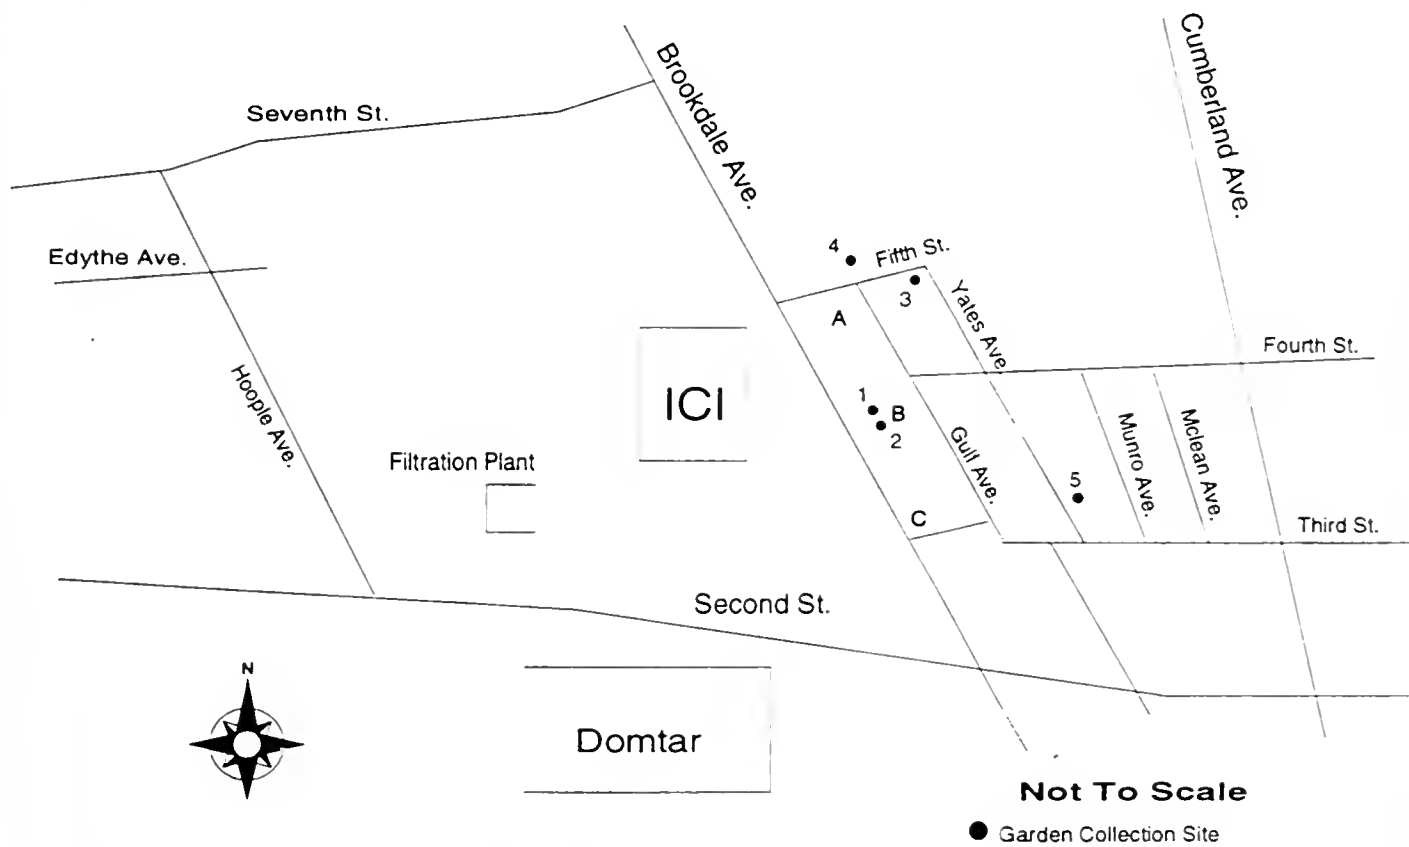 Cumberland Ave.
Brookdale Ave.
Seventh St.
4
Fifth St.
Edythe Ave.
3
Yates Ave
A
Fourth St.
Hoople Ave.
ICI
1
B
2
Gulf Ave.
Munro Ave.
Mclean Ave.
Filtration Plant
5
C
Third St.
Second St.
N
Domtar
Not To Scale
Garden Collection Site